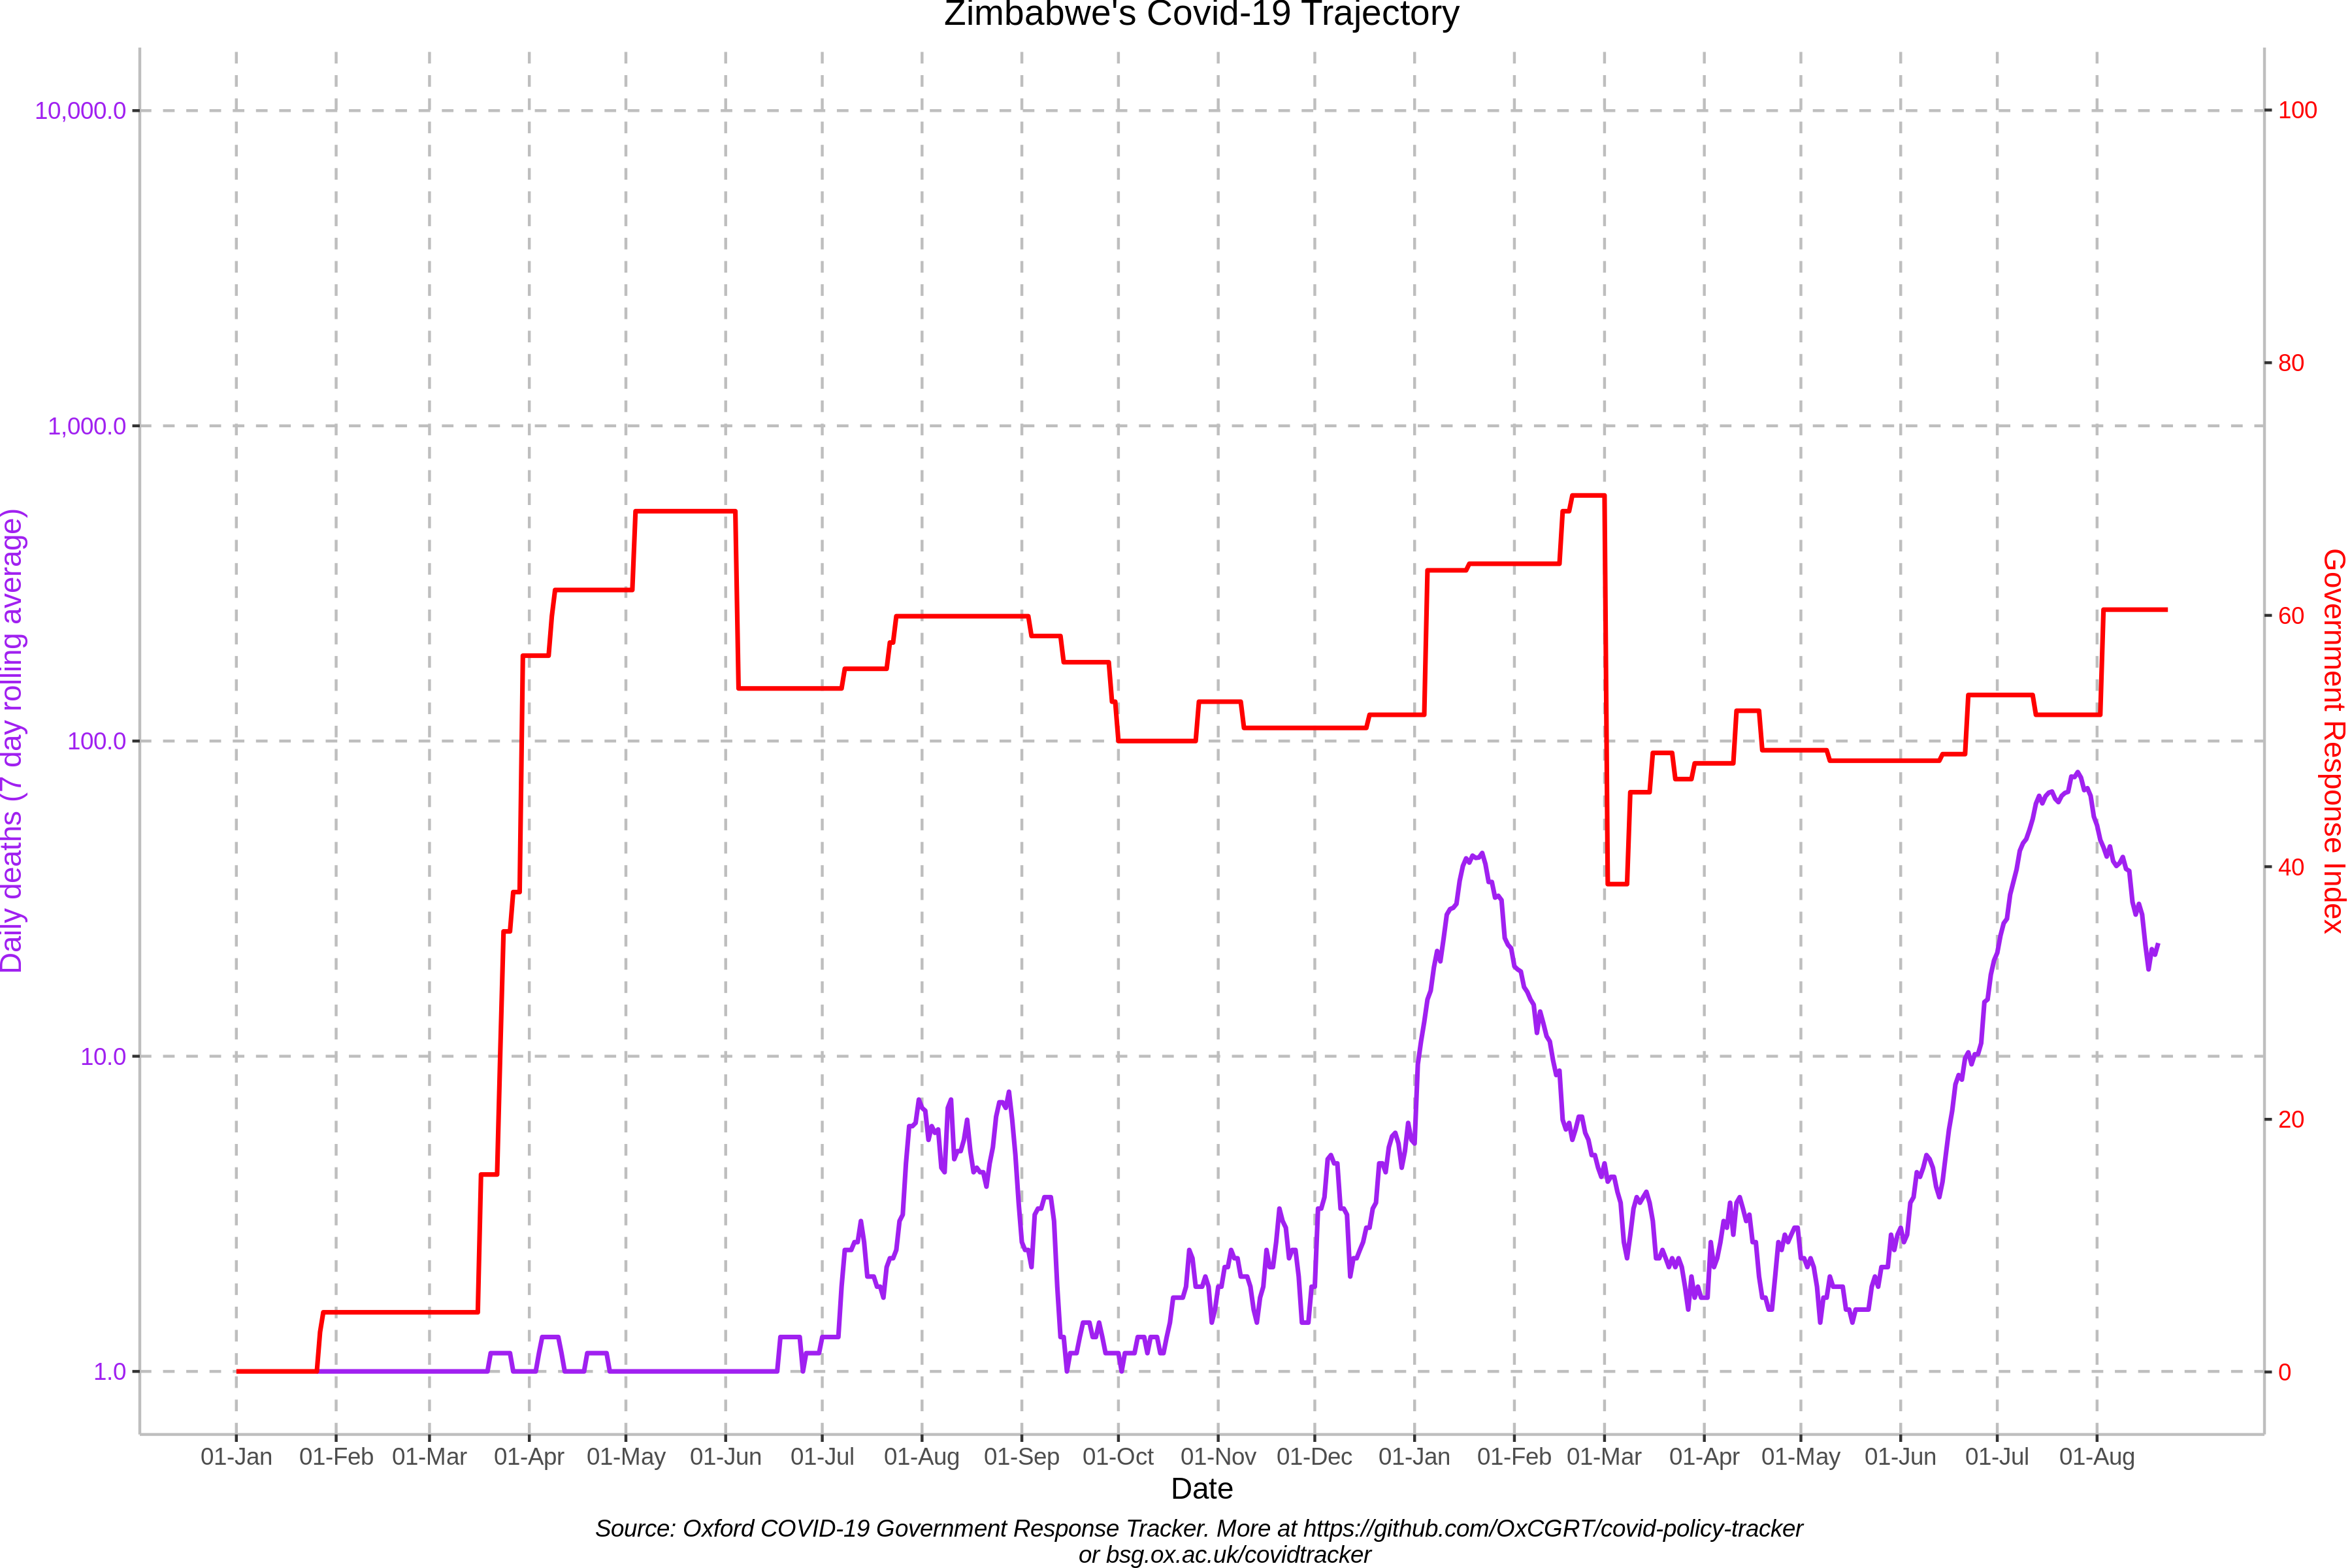 Zimbabwe's Covid-19 Trajectory
10,000.0
1,000.0
100.0
10.0
1.0
Daily deaths (7 day rolling average)
100
80
60
40
20
0
Government Response Index
01-Jan 01-Feb 01-Mar 01-Apr 01-May 01-Jun 01-Jul 01-Aug 01-Sep 01-Oct 01-Nov 01-Dec 01-Jan 01-Feb 01-Mar 01-Apr 01-May 01-Jun 01-Jul 01-Aug
Date
Source: Oxford COVID-19 Government Response Tracker. More at https://github.com/OxCGRT/covid-policy-tracker
or bsg.ox.ac.uk/covidtracker